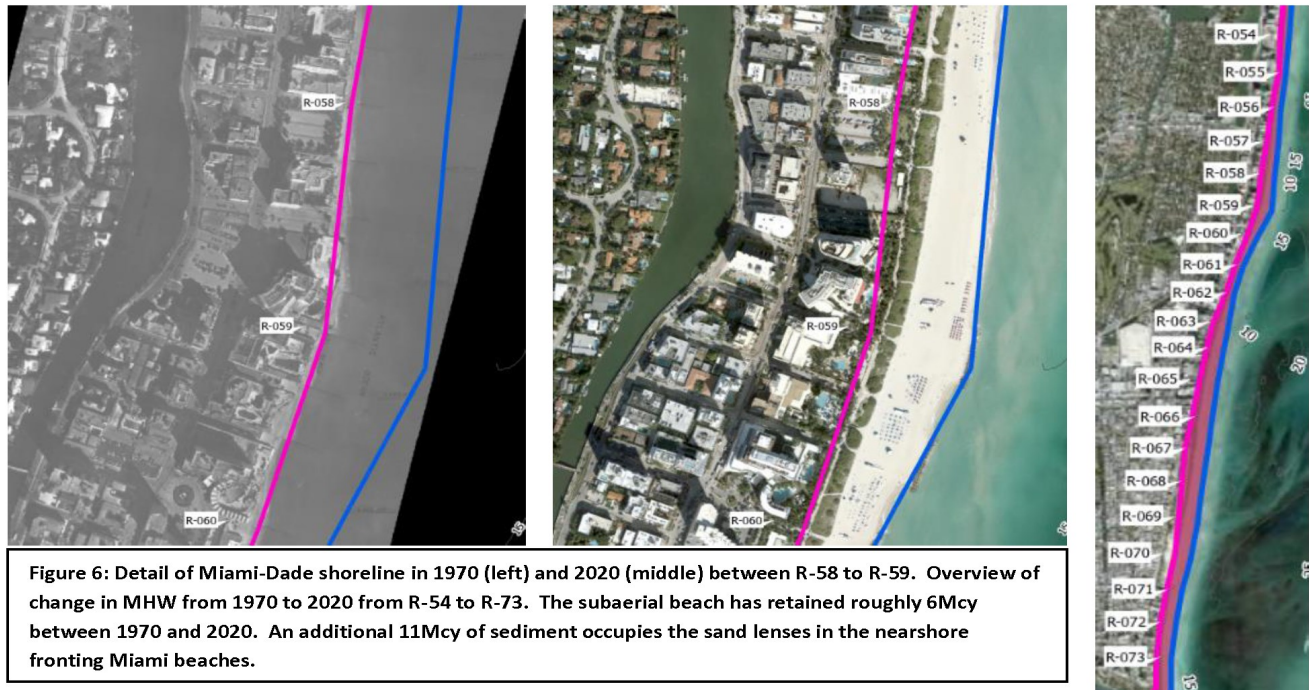 R-058
R-059
R-060
15
R-058
R-059
R-060
R-054
R-055
R-056
R-057
R-058
R-059
R-060
R-061
R-062
R-063
R-064
R-065
R-066
R-067
R-068
R-069
R-070
R-071
R-072
R-073
15
10
15
10
20
15
Figure 6: Detail of Miami-Dade shoreline in 1970 (left) and 2020 (middle) between R-58 to R-59. Overview of
change in MHW from 1970 to 2020 from R-54 to R-73. The subaerial beach has retained roughly 6Mcy
between 1970 and 2020. An additional 11Mcy of sediment occupies the sand lenses in the nearshore
fronting Miami beaches.